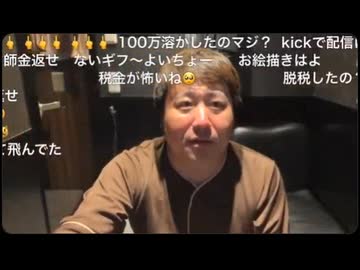 🖕🖕🖕🖕🖕 100万溶かしたのマジ？ kickで配信
師金返せ ないギフ〜よいちょー お絵描きはよ
税金が怖いね🥺 脱税したの
せ
て飛んでた